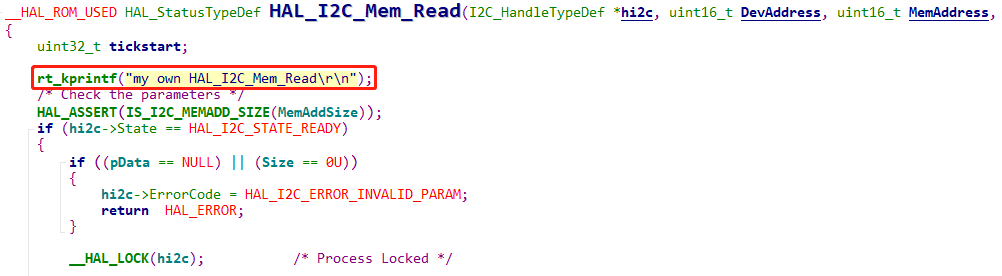 __HAL_ROM_USED HAL_StatusTypeDef HAL_I2C_Mem_Read(I2C_HandleTypeDef *hi2c, uint16_t DevAddress, uint16_t MemAddress,
{
    uint32_t tickstart;
    rt_kprintf("my own HAL_I2C_Mem_Read\r\n");
    /* Check the parameters */
    HAL_ASSERT(IS_I2C_MEMADD_SIZE(MemAddSize));
    if (hi2c->State == HAL_I2C_STATE_READY)
    {
        if ((pData == NULL) || (Size == 0U))
        {
            hi2c->ErrorCode = HAL_I2C_ERROR_INVALID_PARAM;
            return  HAL_ERROR;
        }
        __HAL_LOCK(hi2c);           /* Process Locked */